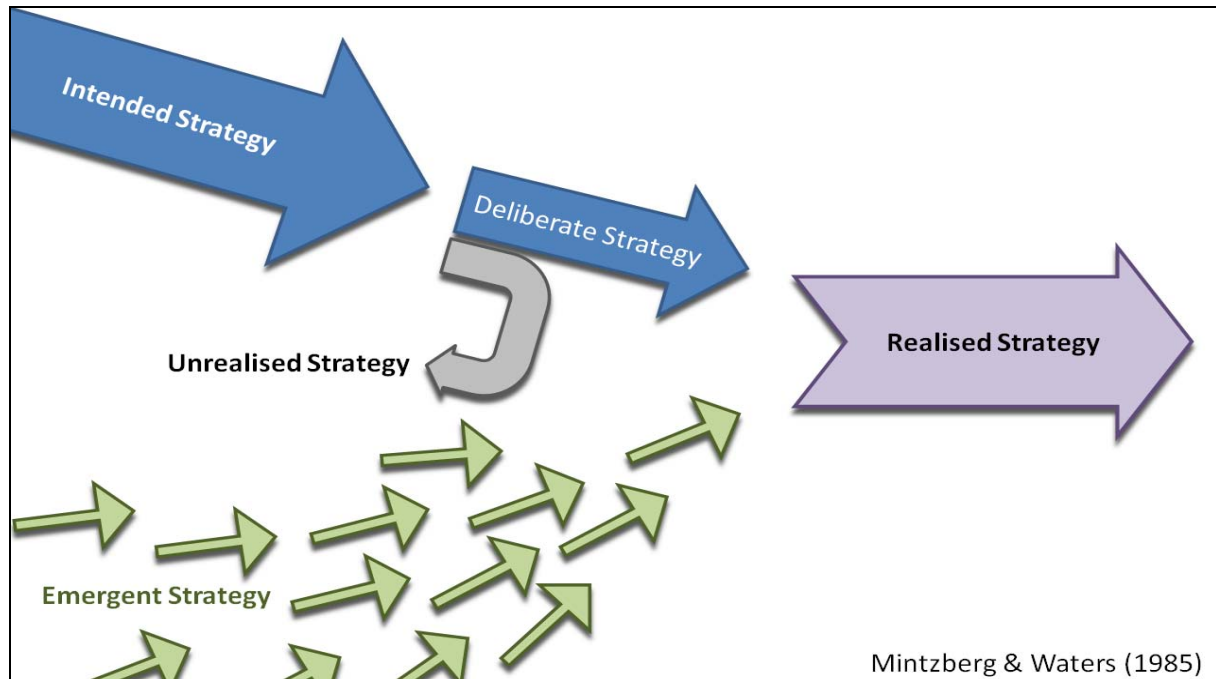 Intended Strategy
Deliberate Strategy
Unrealised Strategy
Realised Strategy
Emergent Strategy
Mintzberg & Waters (1985)